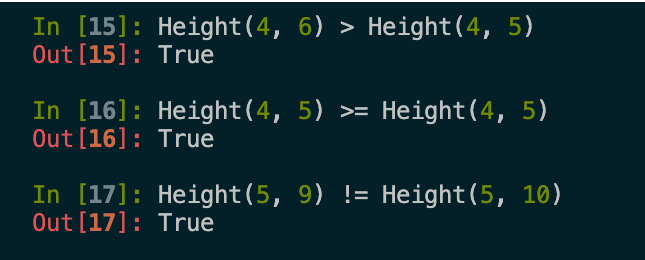 In [15]: Height(4, 6) > Height(4, 5)
Out[15]: True
In [16]: Height(4, 5) >= Height(4, 5)
Out[16]: True
In [17]: Height(5, 9) != Height(5, 10)
Out[17]: True